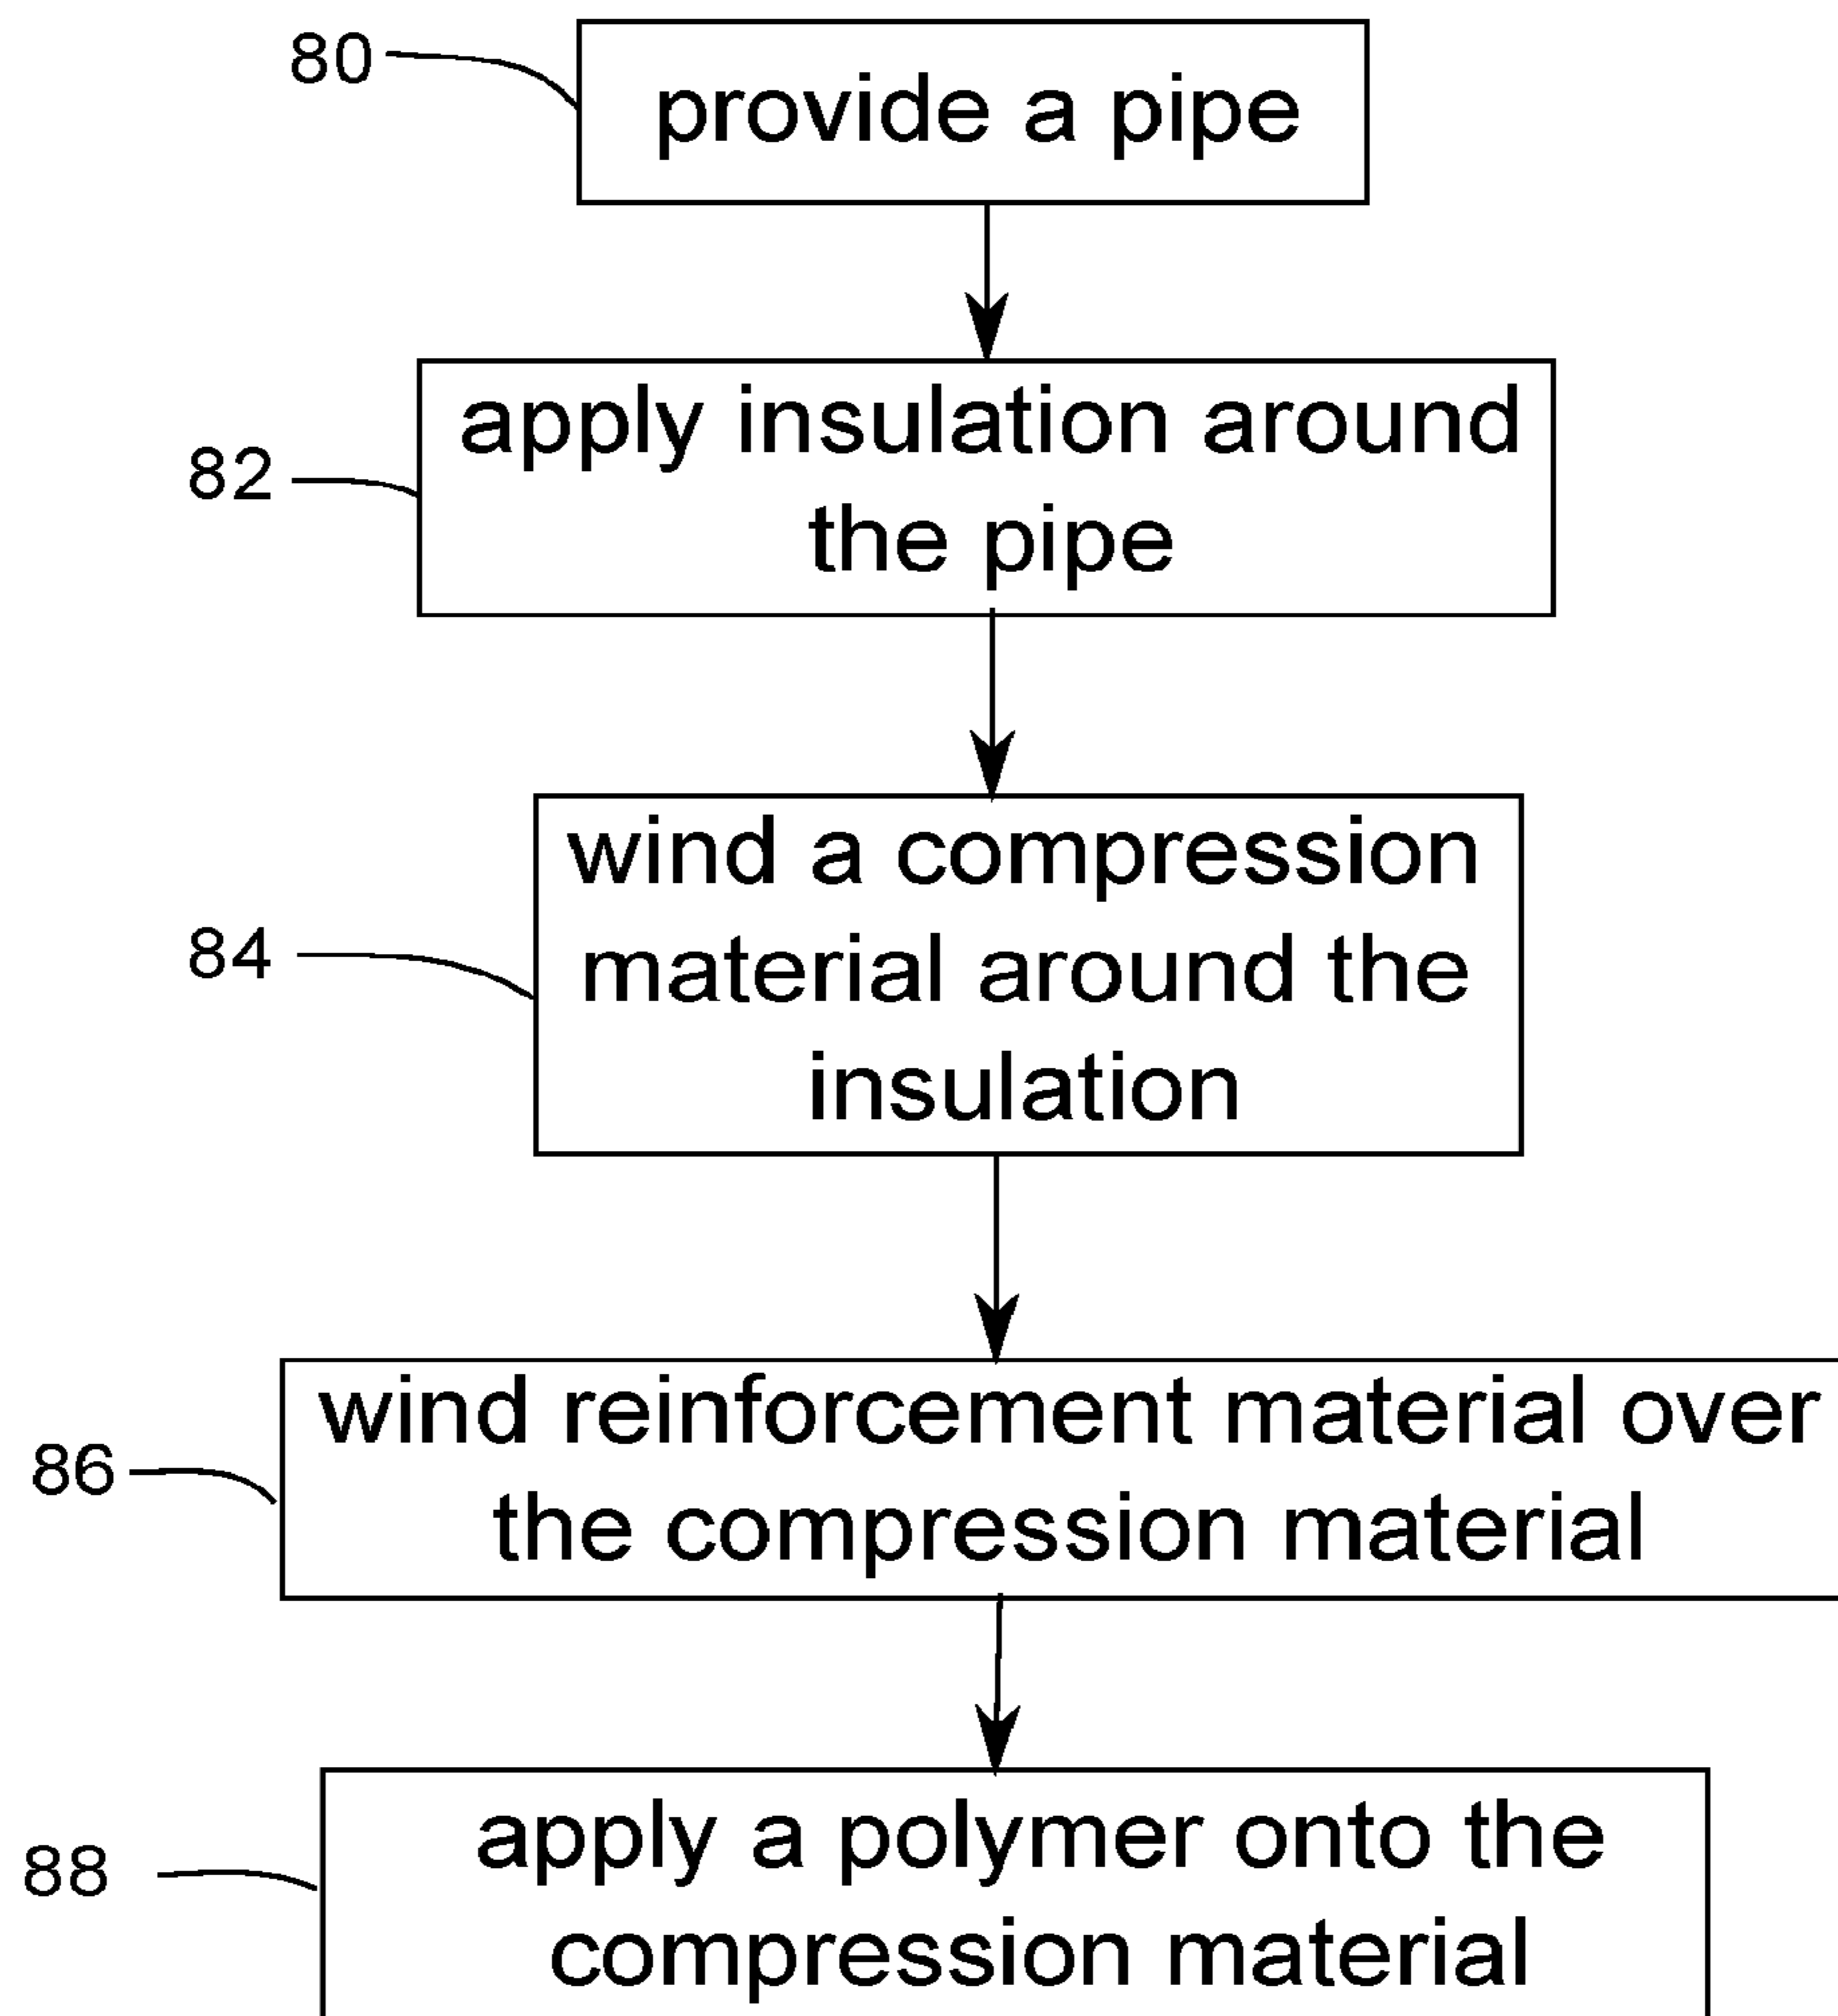 80
provide a pipe
82
apply insulation around
the pipe
84
wind a compression
material around the
insulation
86
wind reinforcement material over
the compression material
88
apply a polymer onto the
compression material